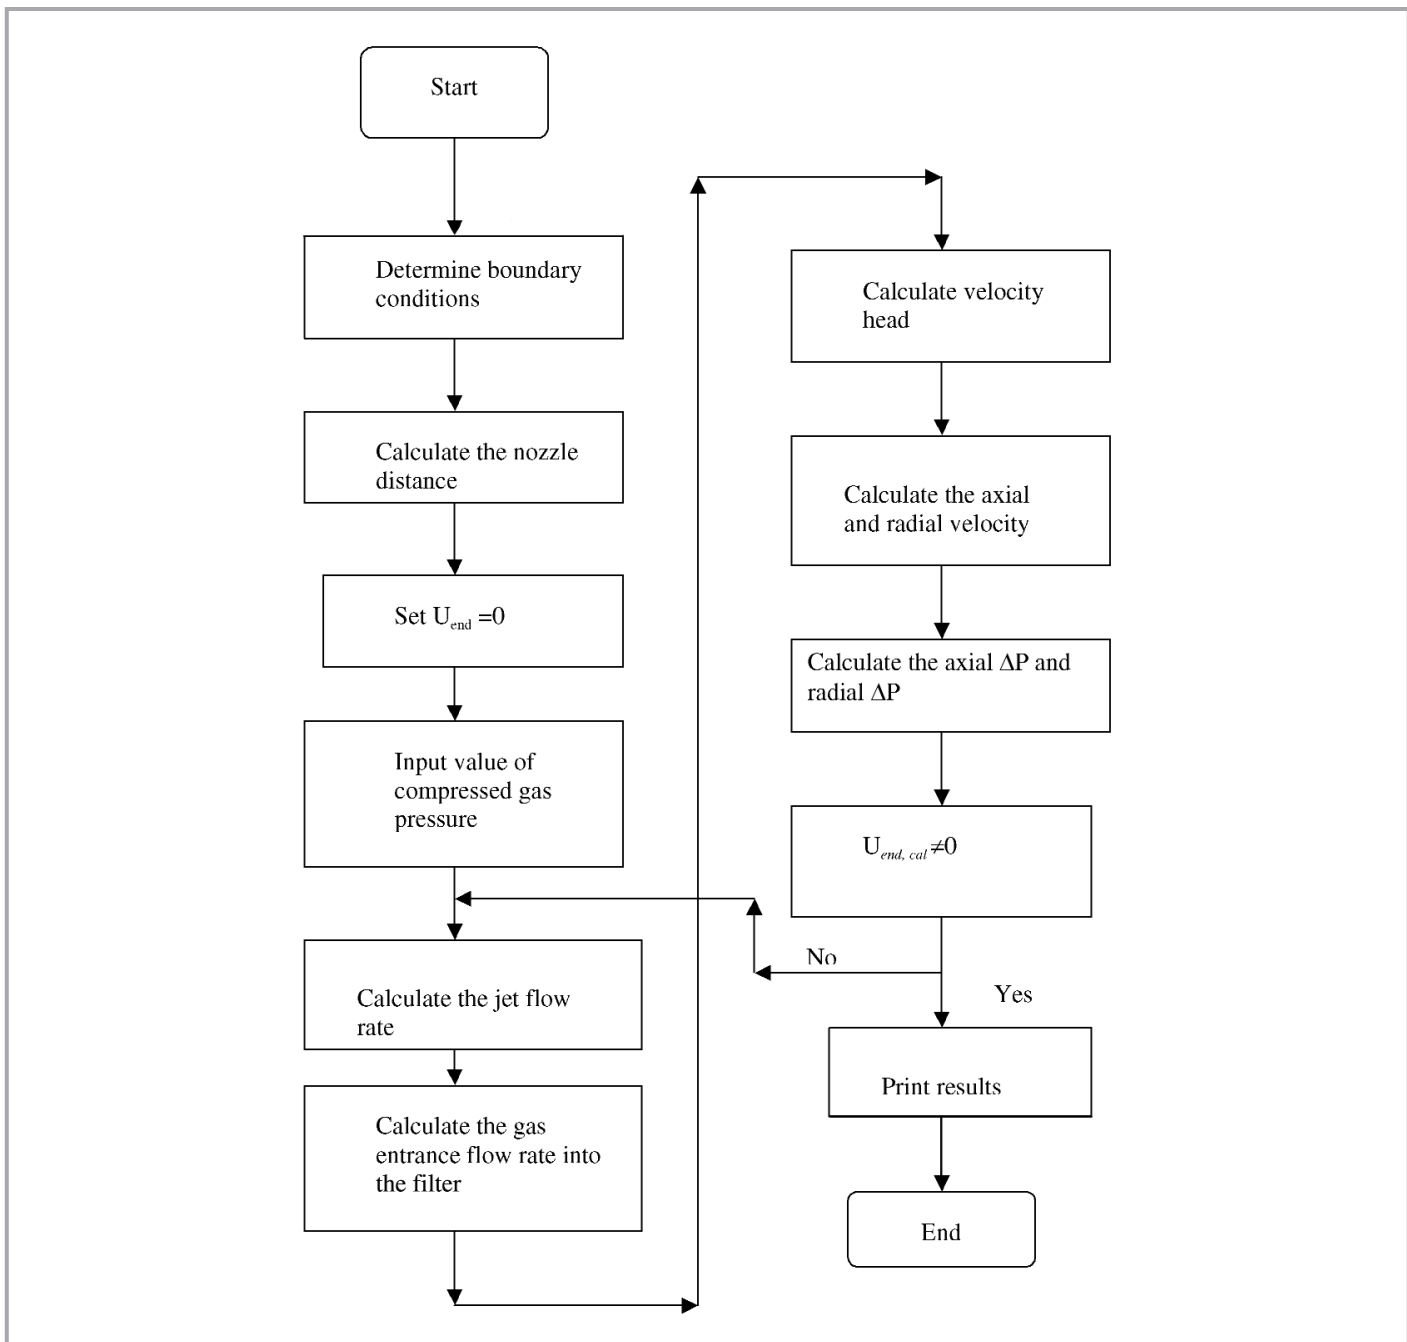 Start
Determine boundary
conditions
Calculate the nozzle
distance
Set Uend =0
Input value of
compressed gas
pressure
Calculate the jet flow
rate
Calculate the gas
entrance flow rate into
the filter
Calculate velocity
head
Calculate the axial
and radial velocity
Calculate the axial ΔP and
radial ΔP
Uend, cal ≠0
No
Yes
Print results
End